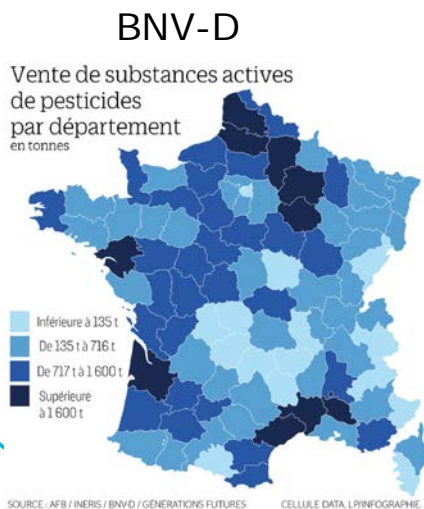 BNV-D
Vente de substances actives
de pesticides
par département
en tonnes
Inférieure à 135 t
De 135 t à 716 t
De 717 t à 1 600 t
Supérieure
à 1 600 t
SOURCE : AFB / INERIS / BNVD / GÉNÉRATIONS FUTURES
CELLULE DATA, LP/INFOGRAPHIE.